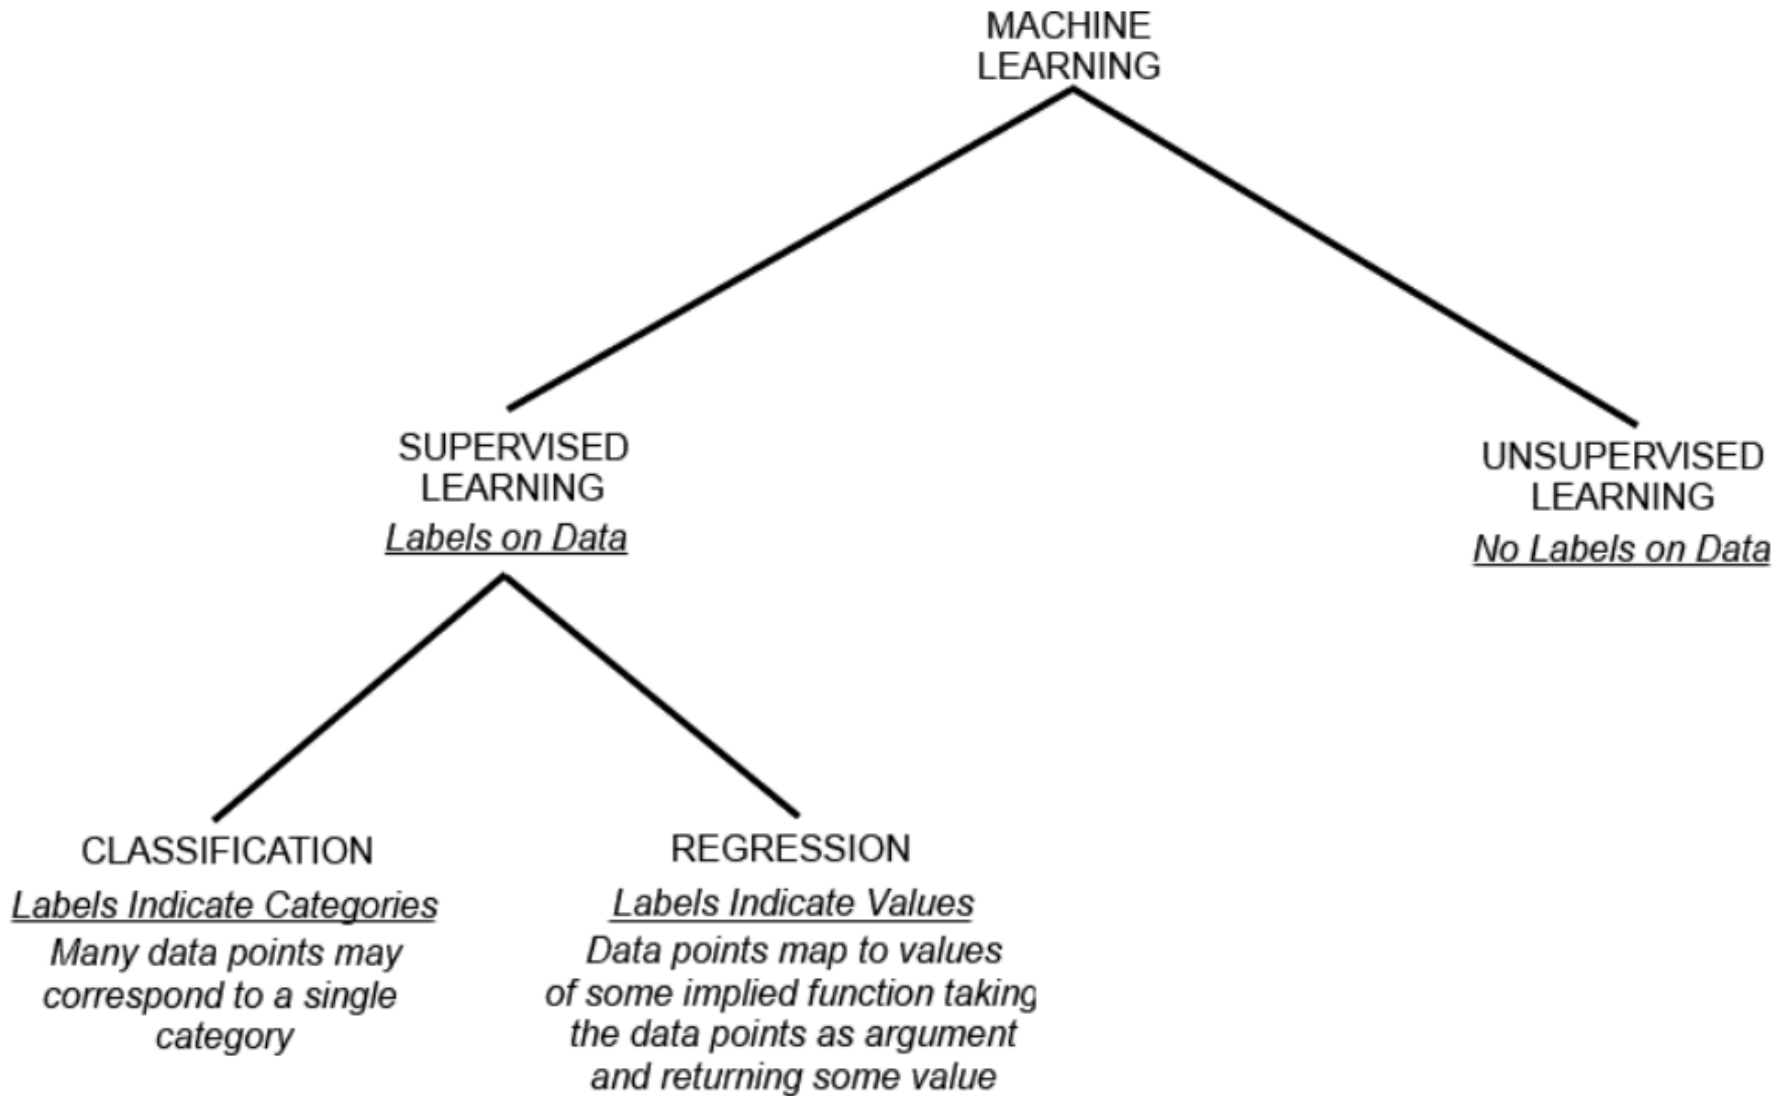 MACHINE
LEARNING
SUPERVISED
LEARNING
Labels on Data
UNSUPERVISED
LEARNING
No Labels on Data
CLASSIFICATION
Labels Indicate Categories
Many data points may
correspond to a single
category
REGRESSION
Labels Indicate Values
Data points map to values
of some implied function taking
the data points as argument
and returning some value